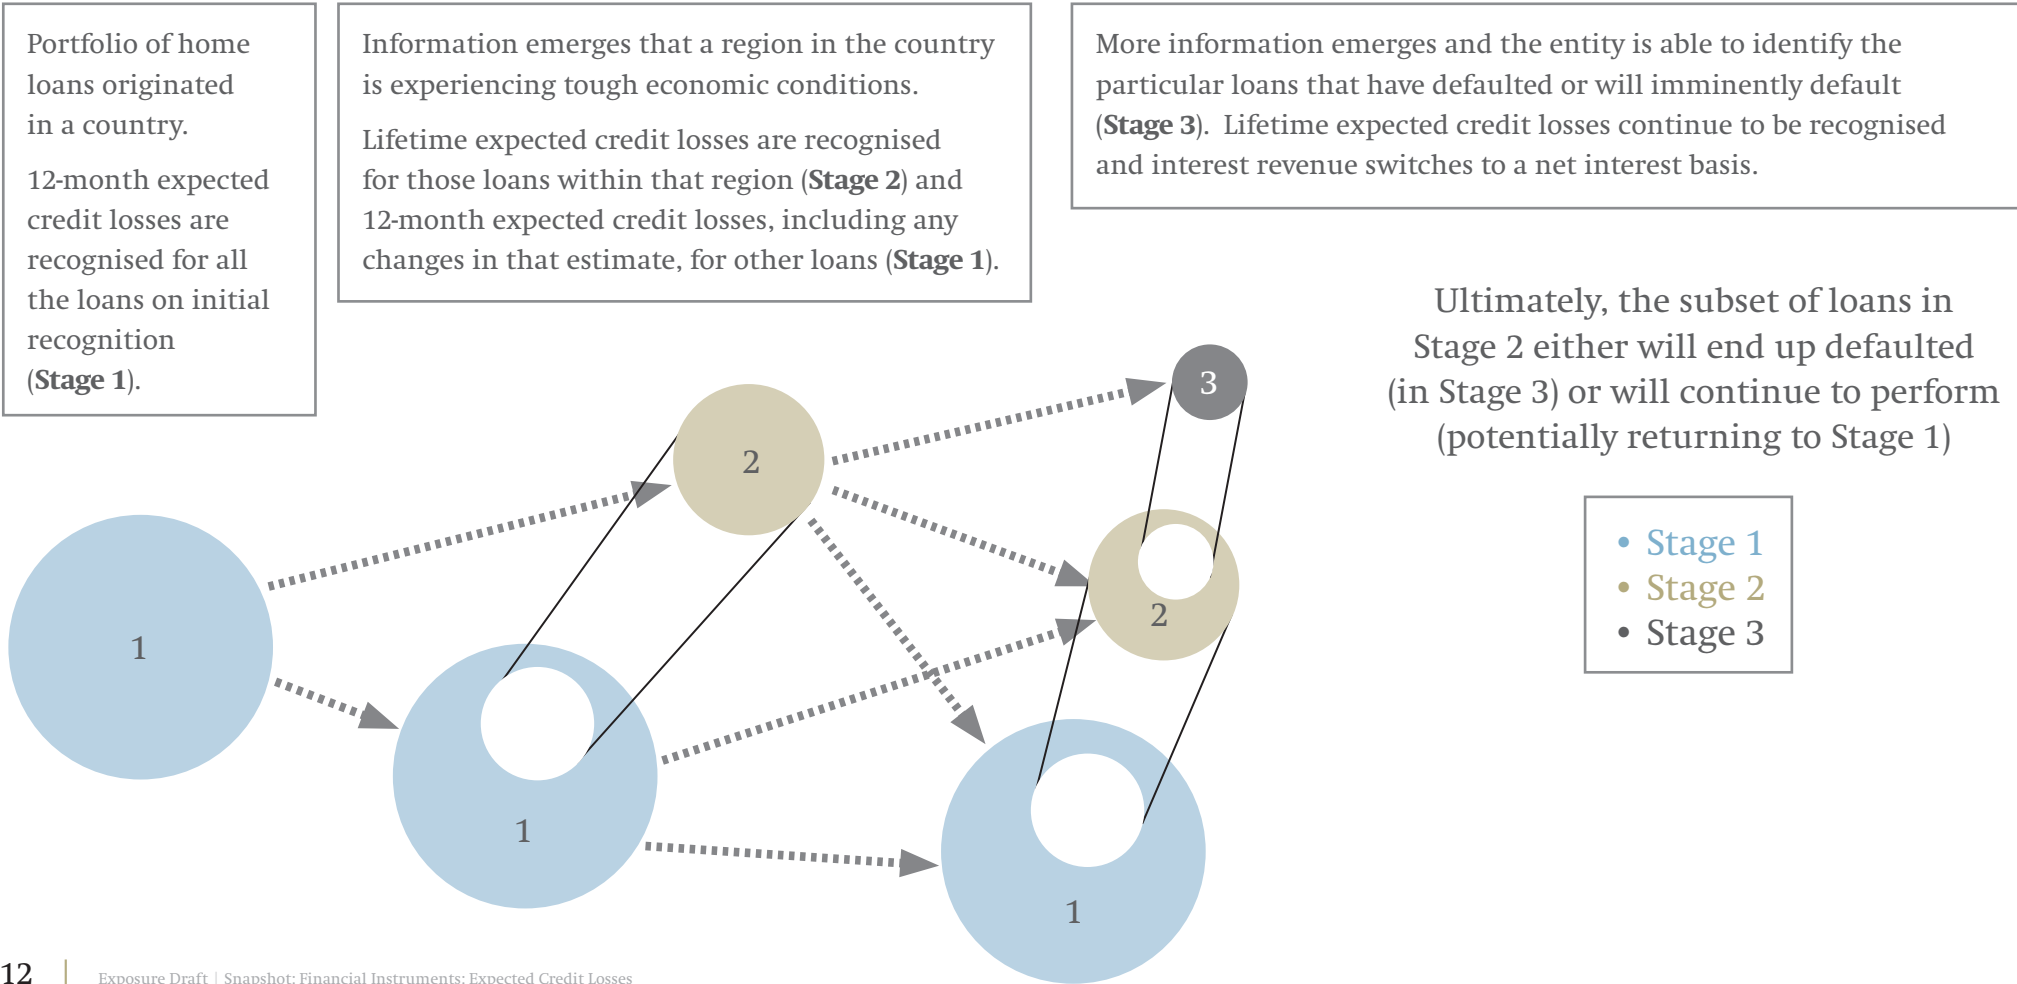 Portfolio of home
loans originated
in a country.
12-month expected
credit losses are
recognised for all
the loans on initial
recognition
(Stage 1).
Information emerges that a region in the country
is experiencing tough economic conditions.
Lifetime expected credit losses are recognised
for those loans within that region (Stage 2) and
12-month expected credit losses, including any
changes in that estimate, for other loans (Stage 1).
More information emerges and the entity is able to identify the
particular loans that have defaulted or will imminently default
(Stage 3).  Lifetime expected credit losses continue to be recognised
and interest revenue switches to a net interest basis.
Ultimately, the subset of loans in
Stage 2 either will end up defaulted
(in Stage 3) or will continue to perform
(potentially returning to Stage 1)
3
2
2
1
1
1
• Stage 1
• Stage 2
• Stage 3
12 | Exposure Draft | Snapshot: Financial Instruments: Expected Credit Losses